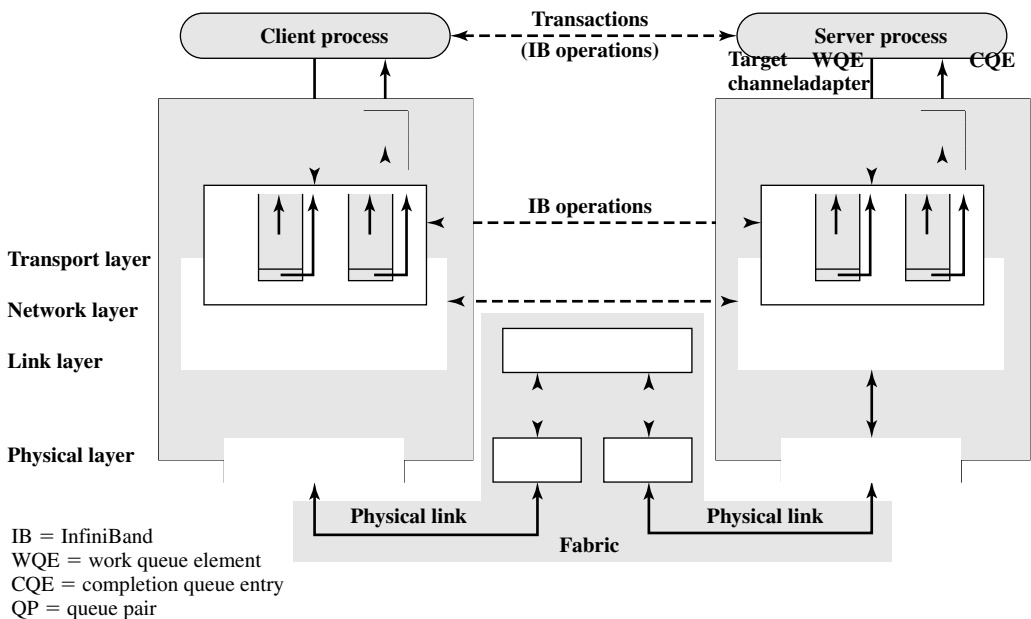 Client process
Transactions
(IB operations)
Server process
Target WQE CQE
channeladapter
IB operations
Transport layer
Network layer
Link layer
Physical layer
Physical link
Physical link
Fabric
IB = InfiniBand
WQE = work queue element
CQE = completion queue entry
QP = queue pair